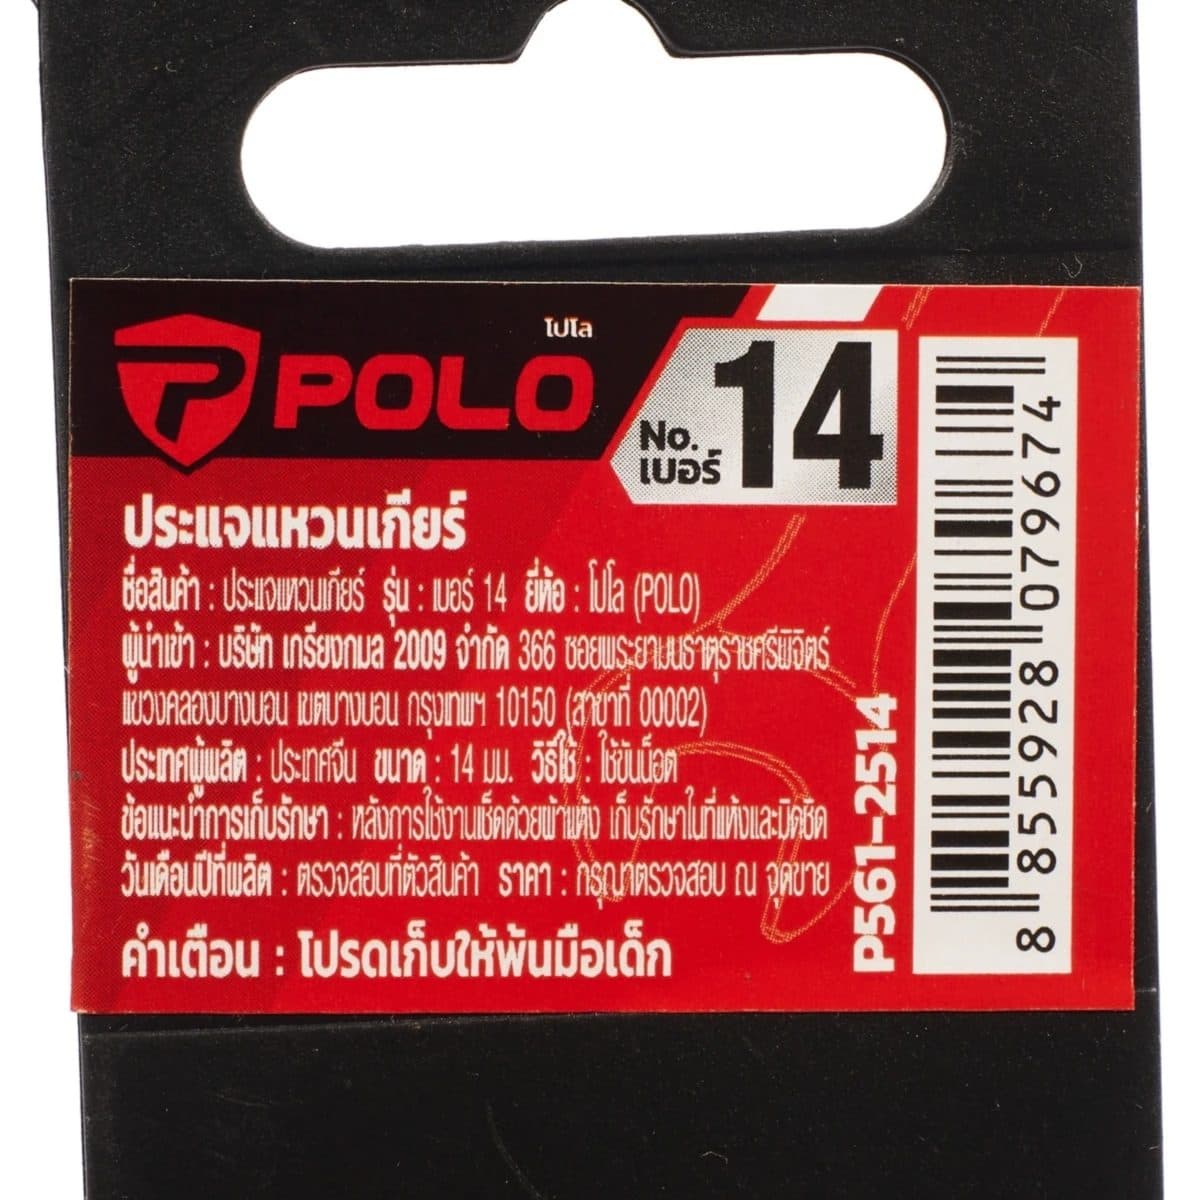 โปโล
POLO
No.
เบอร์
14
ประแจแหวนเกียร์
ชื่อสินค้า : ประแจแหวนเกียร์ รุ่น : เบอร์ 14 ยี่ห้อ : โปโล (POLO)
ผู้นำเข้า : บริษัท เกรียงกมล 2009 จำกัด 366 ซอยพระยามนธาตุราชศรีพิจิตร์
แขวงคลองบางบอน เขตบางบอน กรุงเทพฯ 10150 (สาขาที่ 00002)
ประเทศผู้ผลิต : ประเทศจีน ขนาด : 14 มม. วิธีใช้ : ใช้ขันน็อต
ข้อแนะนำการเก็บรักษา : หลังการใช้งานเช็ดด้วยผ้าแห้ง เก็บรักษาในที่แห้งและมิดชิด
วันเดือนปีที่ผลิต : ตรวจสอบที่ตัวสินค้า ราคา : กรุณาตรวจสอบ ณ จุดขาย
คำเตือน : โปรดเก็บให้พ้นมือเด็ก
P561-2514
8 855928 079674